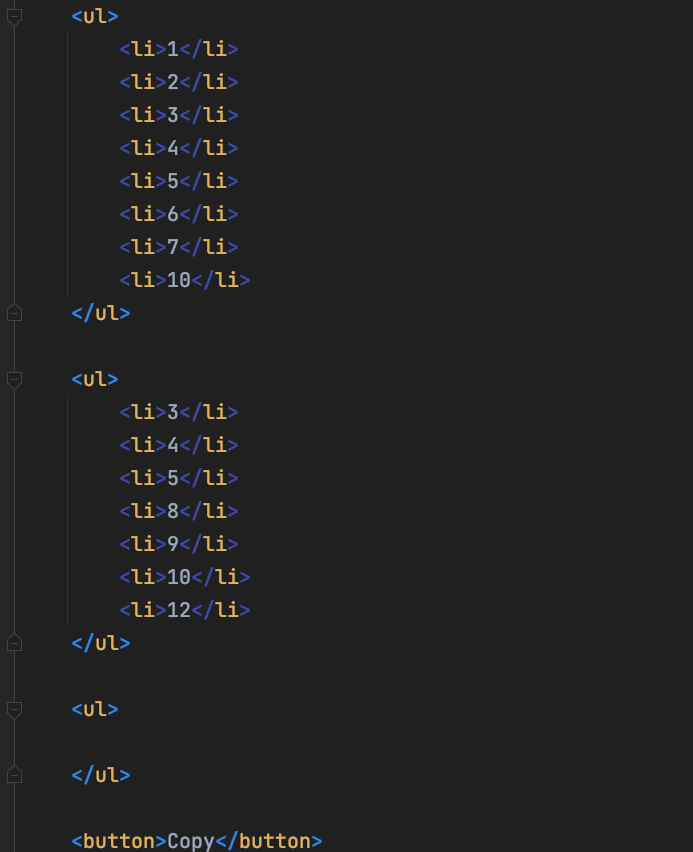 <ul>
<li>1</li>
<li>2</li>
<li>3</li>
<li>4</li>
<li>5</li>
<li>6</li>
<li>7</li>
<li>10</li>
</ul>
<ul>
<li>3</li>
<li>4</li>
<li>5</li>
<li>8</li>
<li>9</li>
<li>10</li>
<li>12</li>
</ul>
<ul>
</ul>
<button>Copy</button>